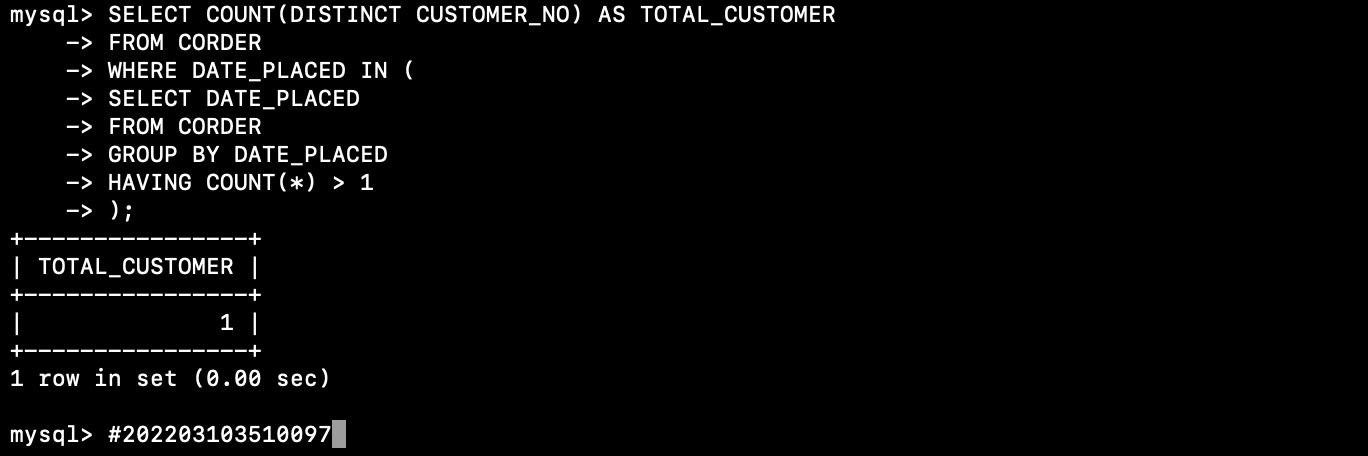 mysql> SELECT COUNT(DISTINCT CUSTOMER_NO) AS TOTAL_CUSTOMER
    -> FROM CORDER
    -> WHERE DATE_PLACED IN (
    -> SELECT DATE_PLACED
    -> FROM CORDER
    -> GROUP BY DATE_PLACED
    -> HAVING COUNT(*) > 1
    -> );
+----------------+
| TOTAL_CUSTOMER |
+----------------+
|              1 |
+----------------+
1 row in set (0.00 sec)
mysql> #202203103510097